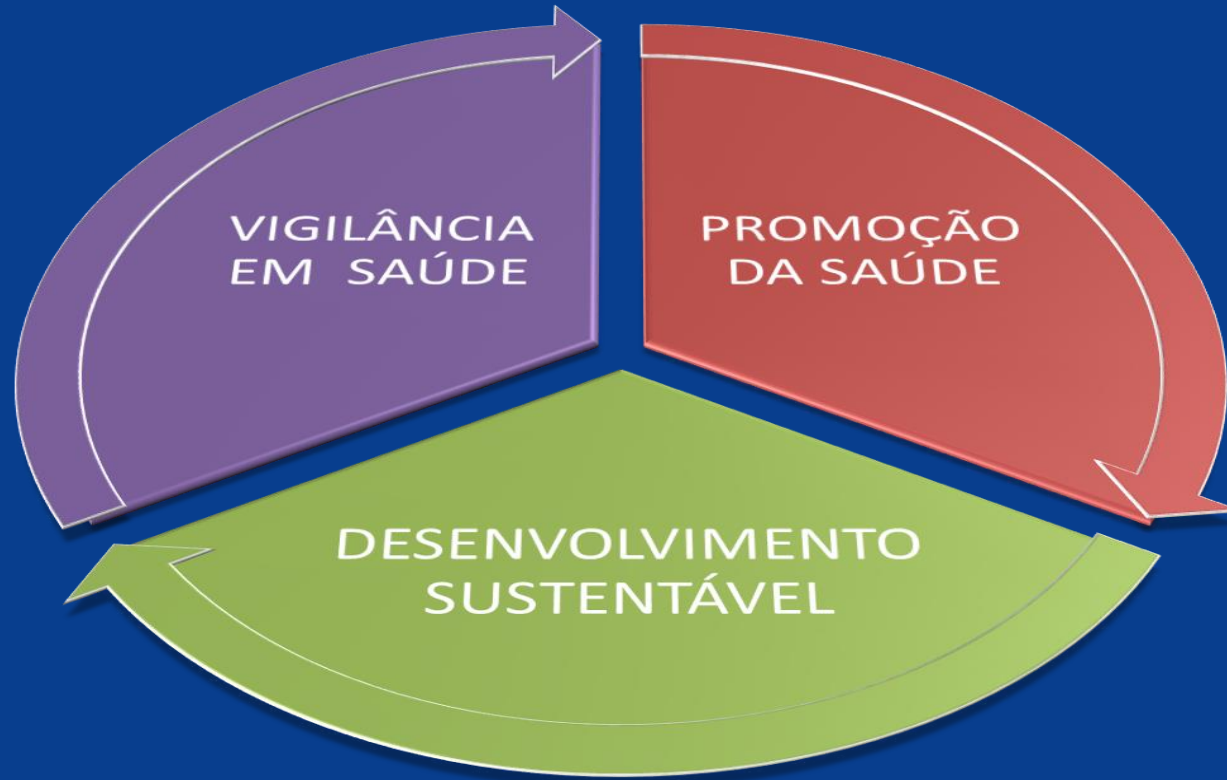 VIGILÂNCIA
EM SAÚDE
PROMOÇÃO
DA SAÚDE
DESENVOLVIMENTO
SUSTENTÁVEL